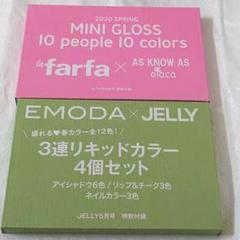 2020 SPRING
MINI GLOSS
10 people 10 colors
la farfa × AS KNOW AS olaca
EMODA × JELLY
盛れる♥春カラー全12色!
3連リキッドカラー
4個セット
アイシャドウ6色/リップ&チーク3色
ネイルカラー3色
JELLY5月号 特別付録